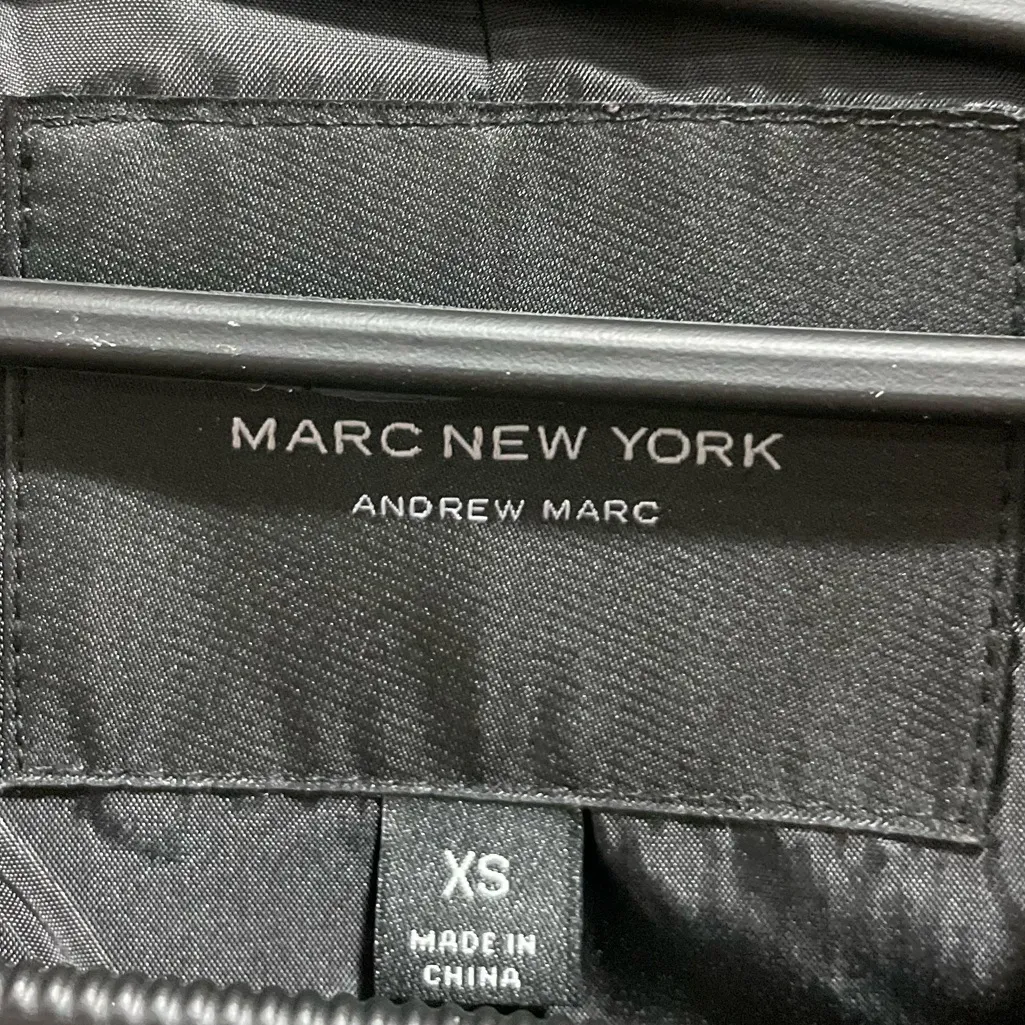 MARC NEW YORK
ANDREW MARC
XS
MADE IN
CHINA